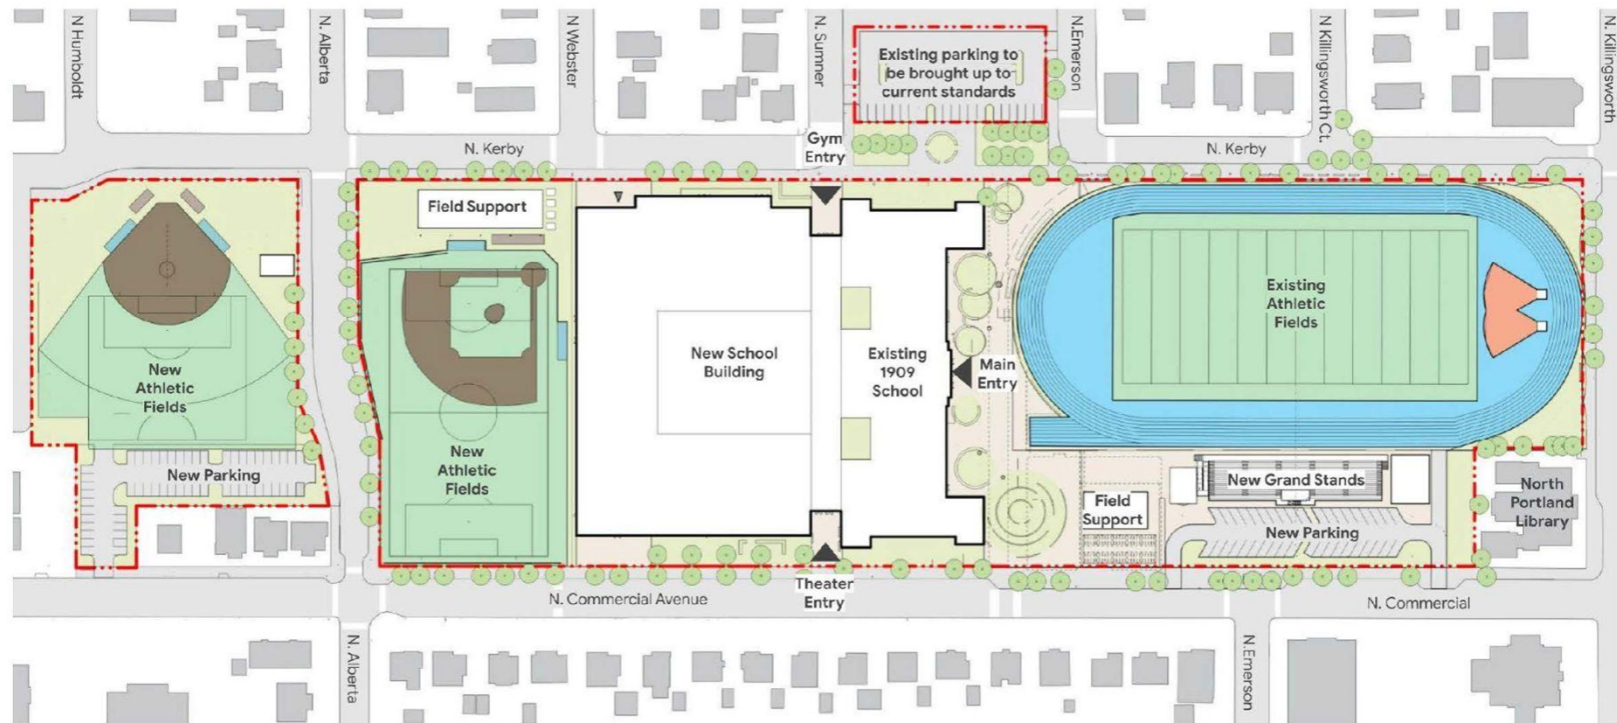 N Humboldt
N. Alberta
N Webster
N. Sumner
N.Emerson
N Killingsworth Ct.
N. Killingsworth
Existing parking to
be brought up to
current standards
N. Kerby
Gym
Entry
N. Kerby
Field Support
New
Athletic
Fields
New Parking
New
Athletic
Fields
New School
Building
Existing
1909
School
Main
Entry
Existing
Athletic
Fields
New Grand Stands
Field
Support
New Parking
North
Portland
Library
Theater
Entry
N. Commercial Avenue
N. Commercial
N. Alberta
N.Emerson